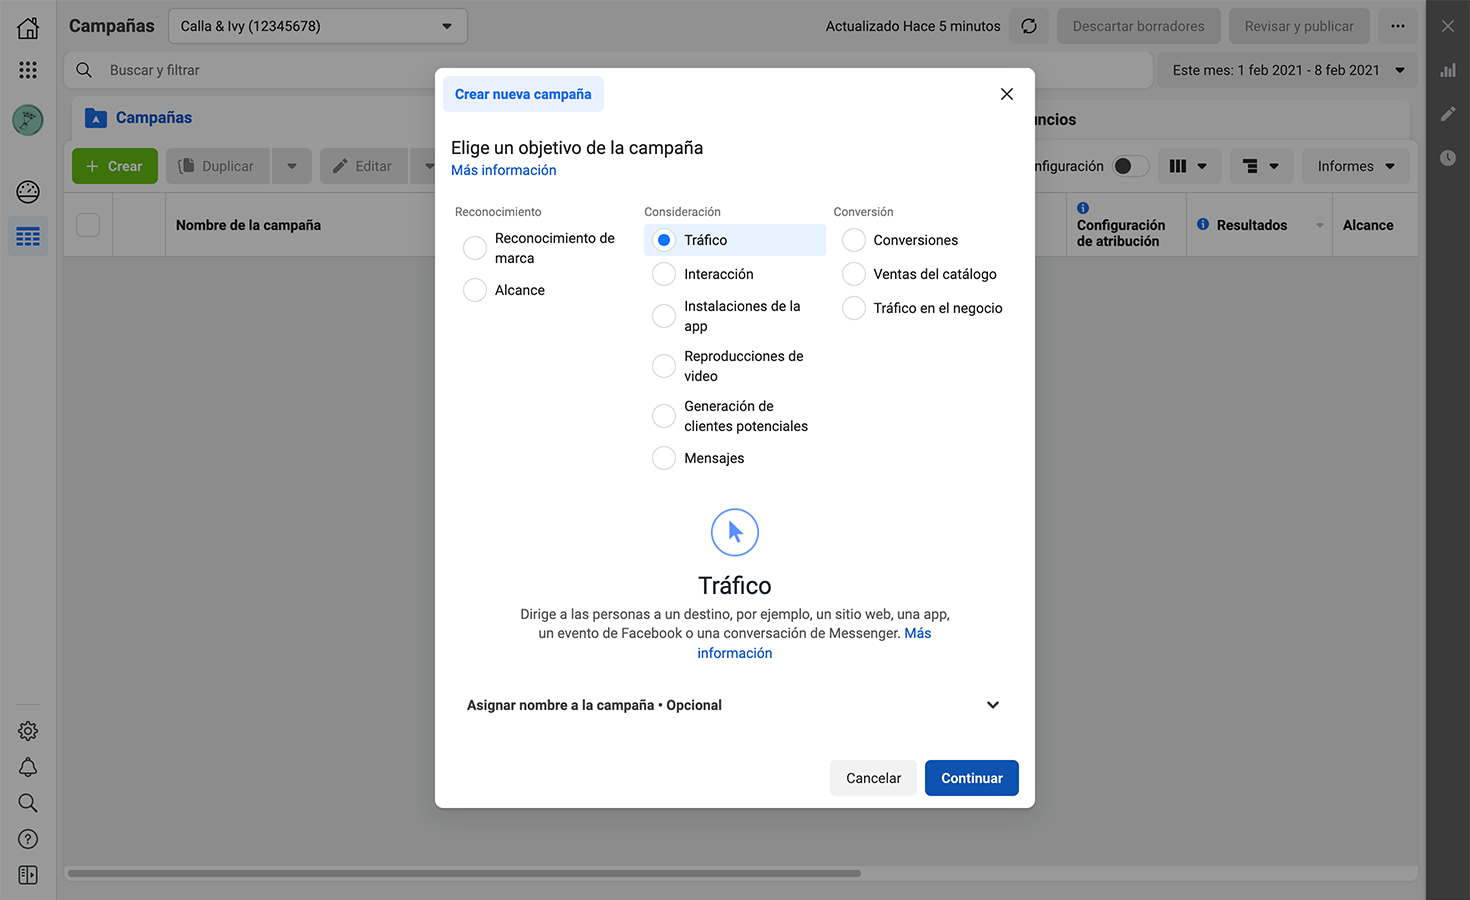 Campañas
Calla & Ivy (12345678)
Actualizado Hace 5 minutos
Descartar borradores
Revisar y publicar
Buscar y filtrar
Este mes: 1 feb 2021 - 8 feb 2021
Campañas
uncios
+ Crear
Duplicar
Editar
nfiguración
Informes
Nombre de la campaña
Configuración
de atribución
Resultados
Alcance
Crear nueva campaña
Elige un objetivo de la campaña
Más información
Reconocimiento
Reconocimiento de
marca
Alcance
Consideración
Tráfico
Interacción
Instalaciones de la
app
Reproducciones de
video
Generación de
clientes potenciales
Mensajes
Conversión
Conversiones
Ventas del catálogo
Tráfico en el negocio
Tráfico
Dirige a las personas a un destino, por ejemplo, un sitio web, una app,
un evento de Facebook o una conversación de Messenger. Más
información
Asignar nombre a la campaña • Opcional
Cancelar
Continuar